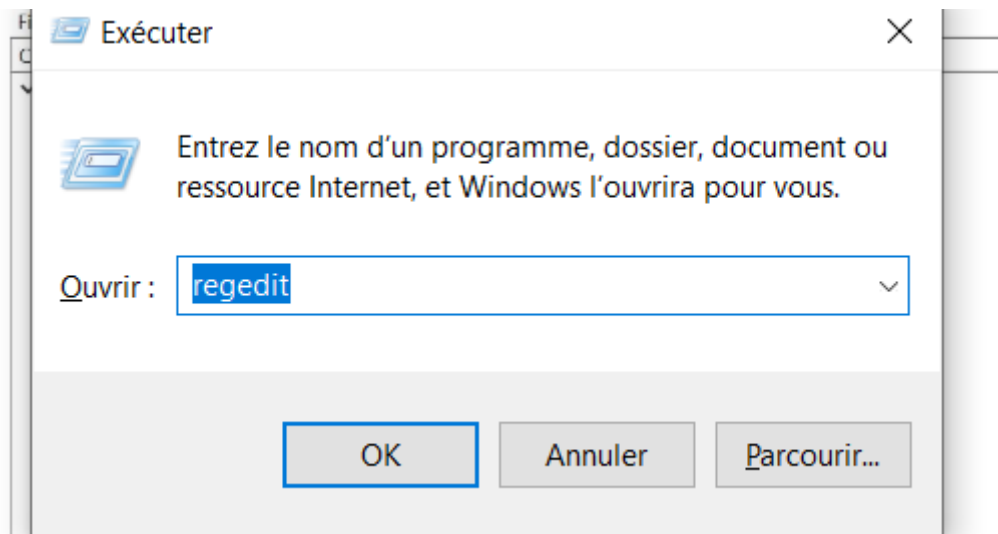 Fi
Exécuter
C
Entrez le nom d’un programme, dossier, document ou
ressource Internet, et Windows l’ouvrira pour vous.
Ouvrir :
regedit
OK
Annuler
Parcourir...